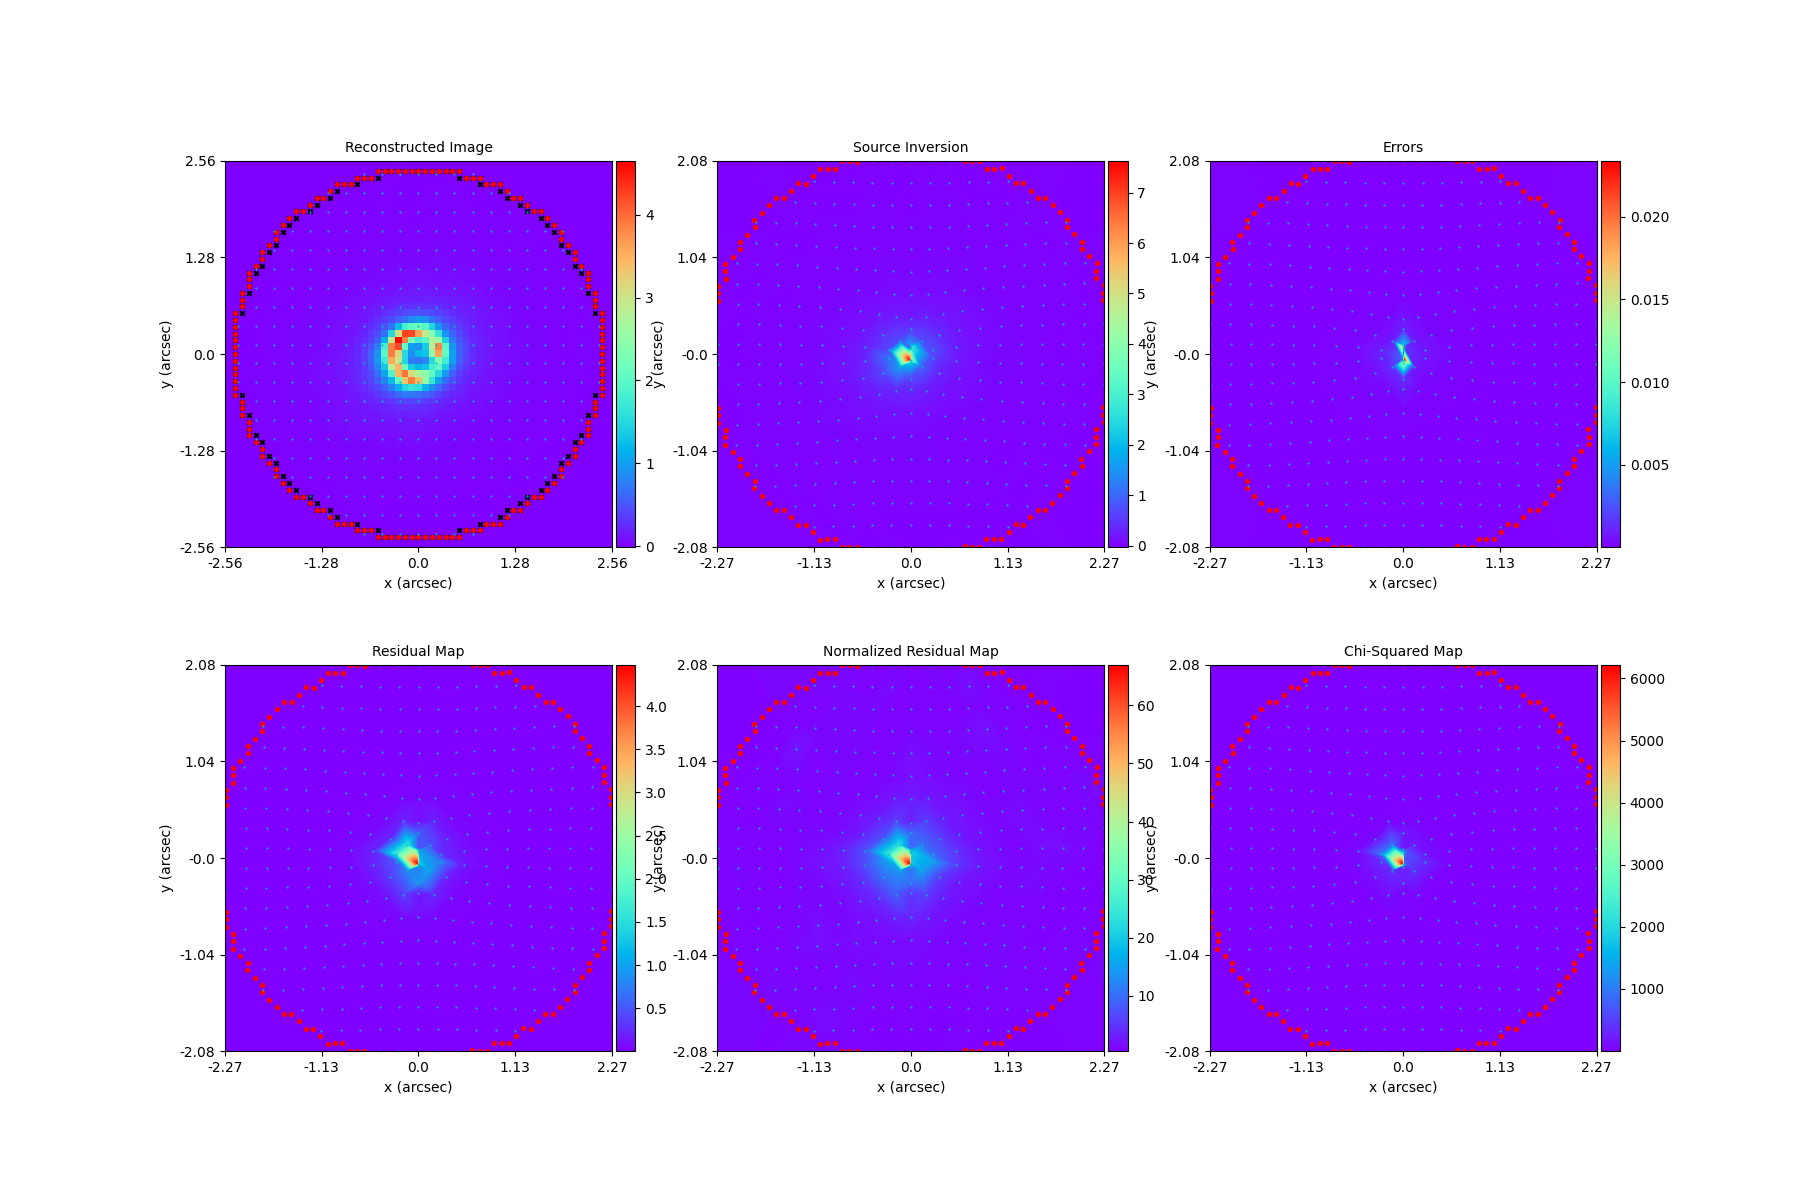 Reconstructed Image
Source Inversion
Errors
2.56
1.28
0.0
-1.28
-2.56
y (arcsec)
-2.56 -1.28 0.0 1.28 2.56
x (arcsec)
4
3
2
1
0
2.08
1.04
-0.0
-1.04
-2.08
y (arcsec)
-2.27 -1.13 0.0 1.13 2.27
x (arcsec)
7
6
5
4
3
2
1
0
2.08
1.04
-0.0
-1.04
-2.08
y (arcsec)
-2.27 -1.13 0.0 1.13 2.27
x (arcsec)
0.020
0.015
0.010
0.005
Residual Map
Normalized Residual Map
Chi-Squared Map
2.08
1.04
-0.0
-1.04
-2.08
y (arcsec)
-2.27 -1.13 0.0 1.13 2.27
x (arcsec)
4.0
3.5
3.0
2.5
2.0
1.5
1.0
0.5
2.08
1.04
-0.0
-1.04
-2.08
y (arcsec)
-2.27 -1.13 0.0 1.13 2.27
x (arcsec)
60
50
40
30
20
10
2.08
1.04
-0.0
-1.04
-2.08
y (arcsec)
-2.27 -1.13 0.0 1.13 2.27
x (arcsec)
6000
5000
4000
3000
2000
1000